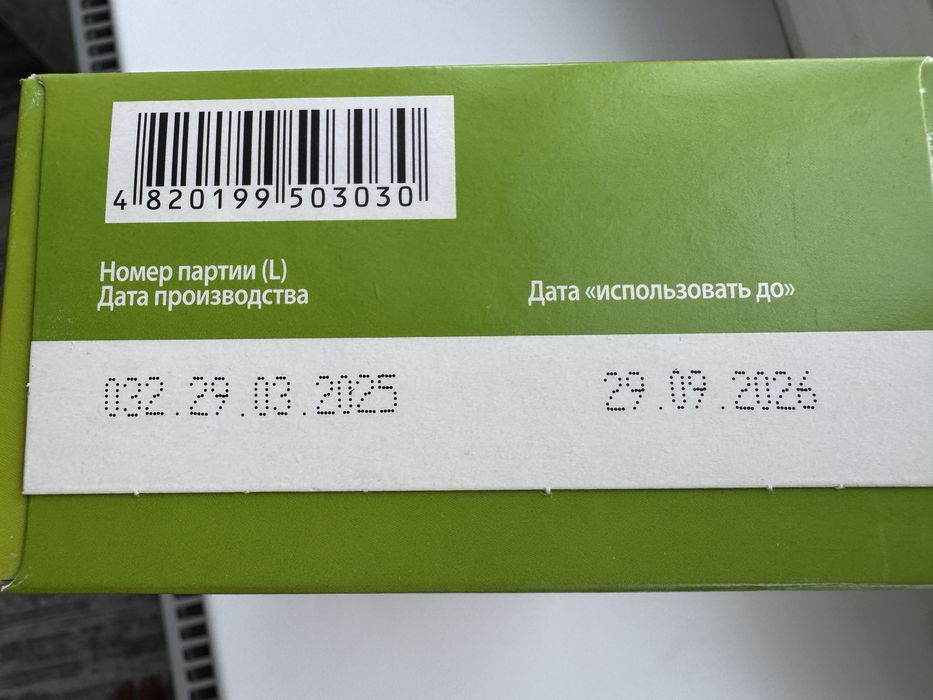 4 820199 503030
Номер партии (L)
Дата производства
Дата «использовать до»
032.29.03.2025
29.09.2026